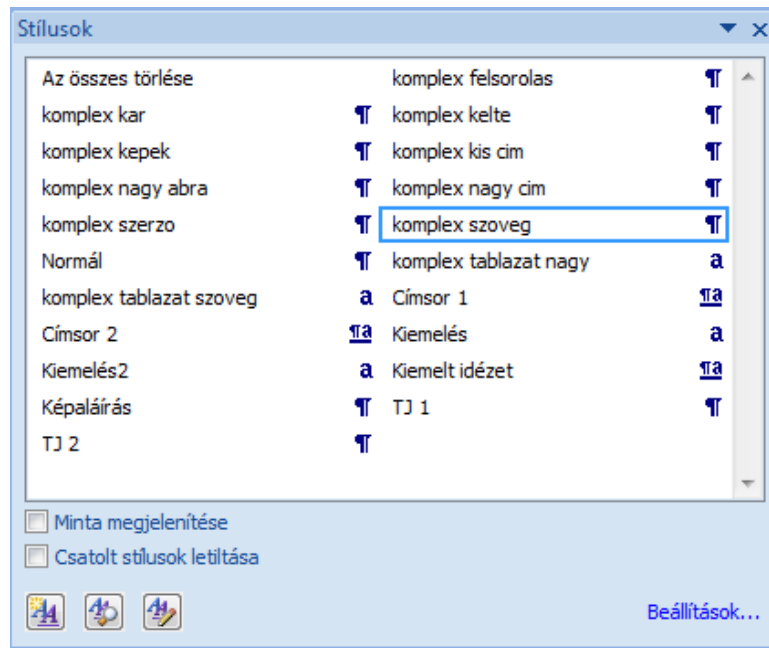 Stílusok
Az összes törlése komplex felsorolas ¶
komplex kar ¶ komplex kelte ¶
komplex kepek ¶ komplex kis cim ¶
komplex nagy abra ¶ komplex nagy cim ¶
komplex szerzo ¶ komplex szoveg ¶
Normál ¶ komplex tablazat nagy a
komplex tablazat szoveg a Címsor 1 ¶a
Címsor 2 ¶a Kiemelés a
Kiemelés2 a Kiemelt idézet ¶a
Képaláírás ¶ TJ 1 ¶
TJ 2 ¶
Minta megjelenítése
Csatolt stílusok letiltása
Beállítások...